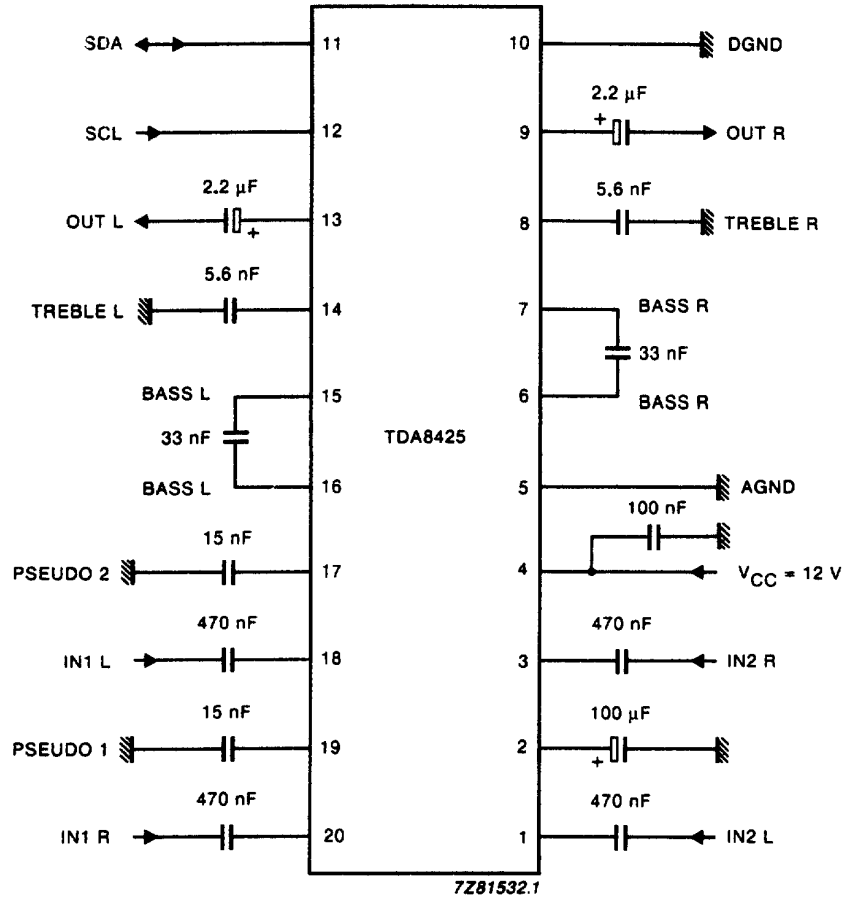 SDA 11 10 DGND
2.2 μF
SCL 12 9 + OUT R
2.2 μF 5.6 nF
OUT L + 13 8 TREBLE R
5.6 nF
TREBLE L 14 7 BASS R
33 nF
BASS L 15 6 BASS R
33 nF TDA8425
BASS L 16 5 AGND
15 nF 100 nF
PSEUDO 2 17 4 VCC = 12 V
470 nF 470 nF
IN1 L 18 3 IN2 R
15 nF 100 μF
PSEUDO 1 19 2 +
470 nF 470 nF
IN1 R 20 1 IN2 L
7Z81532.1